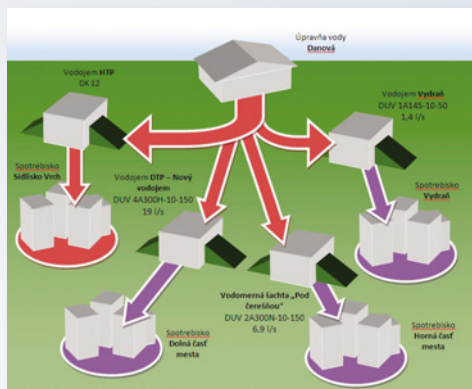 Úpravňa vody
Danová
Vodojem HTP
DK 12
Vodojem Vydraň
DUV 1A145-10-50
1,4 l/s
Spotrebisko
Sídlisko Vrch
Vodojem DTP – Nový
vodojem
DUV 4A300H-10-150
19 l/s
Spotrebisko
Vydraň
Vodomerná šachta „Pod
čerešňou“
DUV 2A300N-10-150
6,9 l/s
Spotrebisko
Dolná časť
mesta
Spotrebisko
Horná časť
mesta